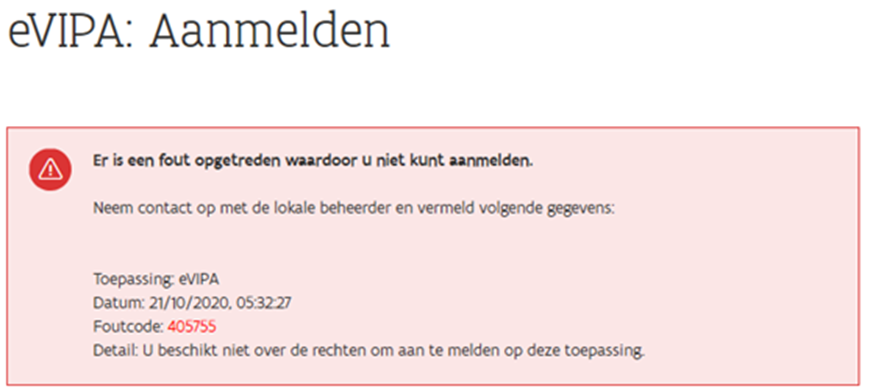 eVIPA: Aanmelden
Er is een fout opgetreden waardoor u niet kunt aanmelden.
Neem contact op met de lokale beheerder en vermeld volgende gegevens:
Toepassing: eVIPA
Datum: 21/10/2020, 05:32:27
Foutcode: 405755
Detail: U beschikt niet over de rechten om aan te melden op deze toepassing.